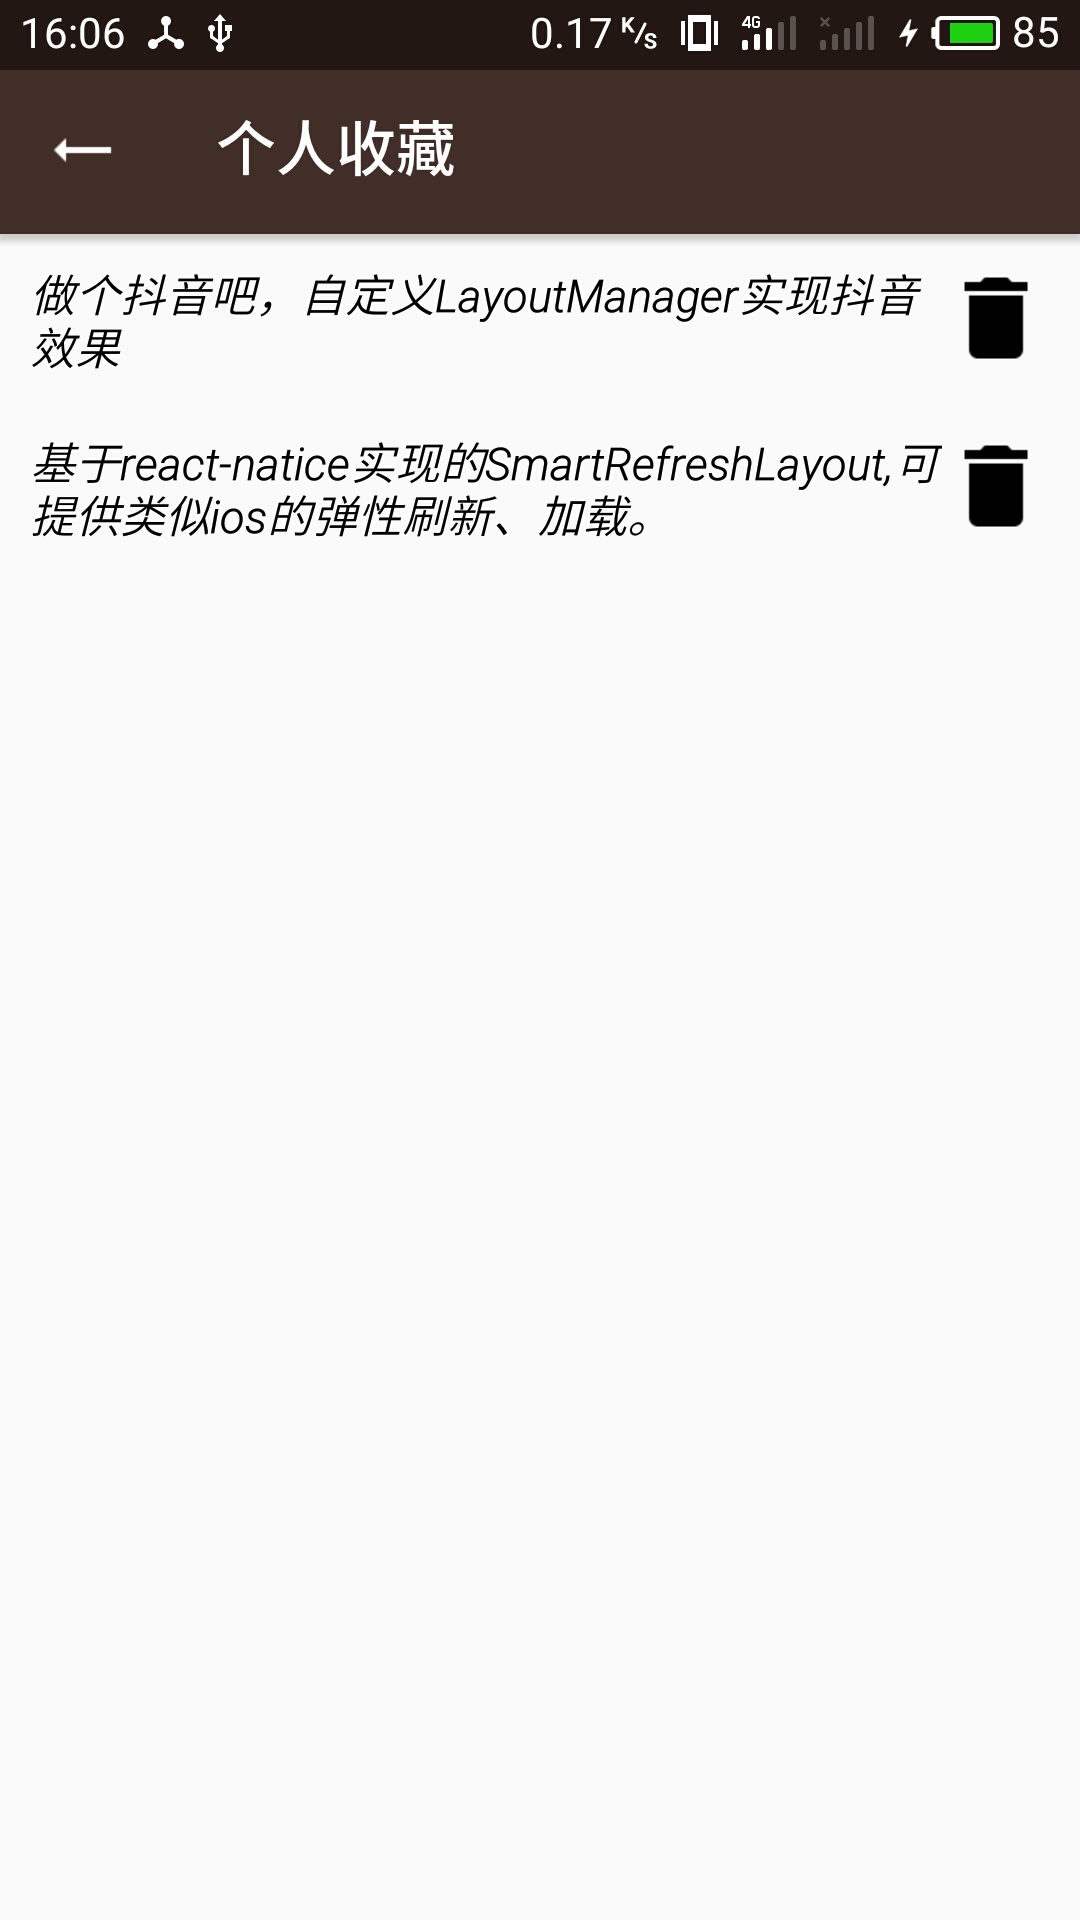 16:06 0.17 K/s 4G 85
个人收藏
做个抖音吧，自定义LayoutManager实现抖音
效果
基于react-natice实现的SmartRefreshLayout,可
提供类似ios的弹性刷新、加载。